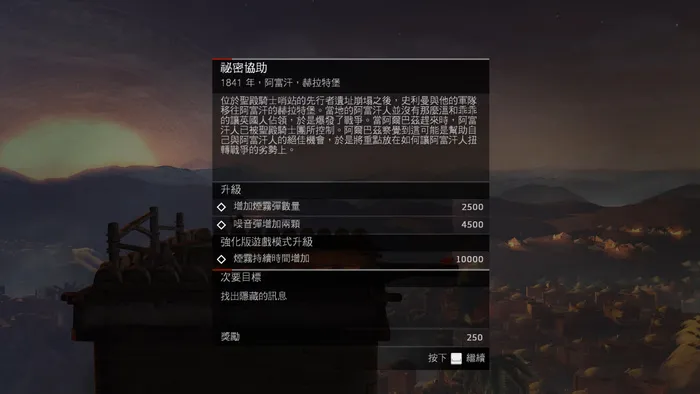 祕密協助
1841 年，阿富汗，赫拉特堡
位於聖殿騎士哨站的先行者遺址崩塌之後，史利曼與他的軍隊
移往阿富汗的赫拉特堡。當地的阿富汗人並沒有那麼溫和乖乖
的讓英國人佔領，於是爆發了戰爭。當阿爾巴茲趕來時，阿富
汗人已被聖殿騎士團所控制。阿爾巴茲察覺到這可能是幫助自
己與阿富汗人的絕佳機會，於是將重點放在如何讓阿富汗人扭
轉戰爭的劣勢上。
升級
增加煙霧彈數量 2500
噪音彈增加兩顆 4500
強化版遊戲模式升級
煙霧持續時間增加 10000
次要目標
找出隱藏的訊息
獎勵 250
按下 繼續